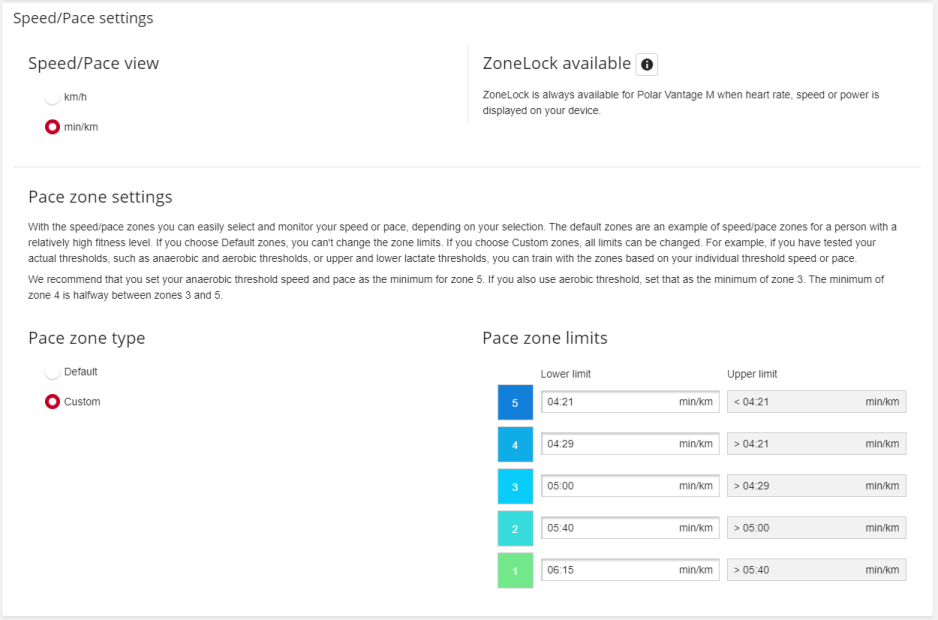 Speed/Pace settings
Speed/Pace view
km/h
min/km
ZoneLock available
ZoneLock is always available for Polar Vantage M when heart rate, speed or power is
displayed on your device.
Pace zone settings
With the speed/pace zones you can easily select and monitor your speed or pace, depending on your selection. The default zones are an example of speed/pace zones for a person with a
relatively high fitness level. If you choose Default zones, you can't change the zone limits. If you choose Custom zones, all limits can be changed. For example, if you have tested your
actual thresholds, such as anaerobic and aerobic thresholds, or upper and lower lactate thresholds, you can train with the zones based on your individual threshold speed or pace.
We recommend that you set your anaerobic threshold speed and pace as the minimum for zone 5. If you also use aerobic threshold, set that as the minimum of zone 3. The minimum of
zone 4 is halfway between zones 3 and 5.
Pace zone type
Default
Custom
Pace zone limits
Lower limit Upper limit
5 04:21 min/km < 04:21 min/km
4 04:29 min/km > 04:21 min/km
3 05:00 min/km > 04:29 min/km
2 05:40 min/km > 05:00 min/km
1 06:15 min/km > 05:40 min/km